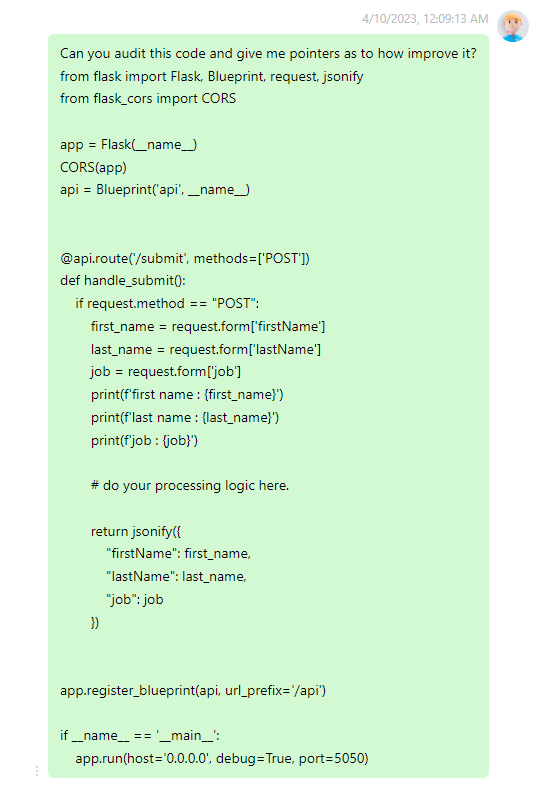 4/10/2023, 12:09:13 AM
Can you audit this code and give me pointers as to how improve it?
from flask import Flask, Blueprint, request, jsonify
from flask_cors import CORS
app = Flask(__name__)
CORS(app)
api = Blueprint('api', __name__)
@api.route('/submit', methods=['POST'])
def handle_submit():
    if request.method == "POST":
        first_name = request.form['firstName']
        last_name = request.form['lastName']
        job = request.form['job']
        print(f'first name : {first_name}')
        print(f'last name : {last_name}')
        print(f'job : {job}')
        # do your processing logic here.
        return jsonify({
            "firstName": first_name,
            "lastName": last_name,
            "job": job
        })
app.register_blueprint(api, url_prefix='/api')
if __name__ == '__main__':
    app.run(host='0.0.0.0', debug=True, port=5050)